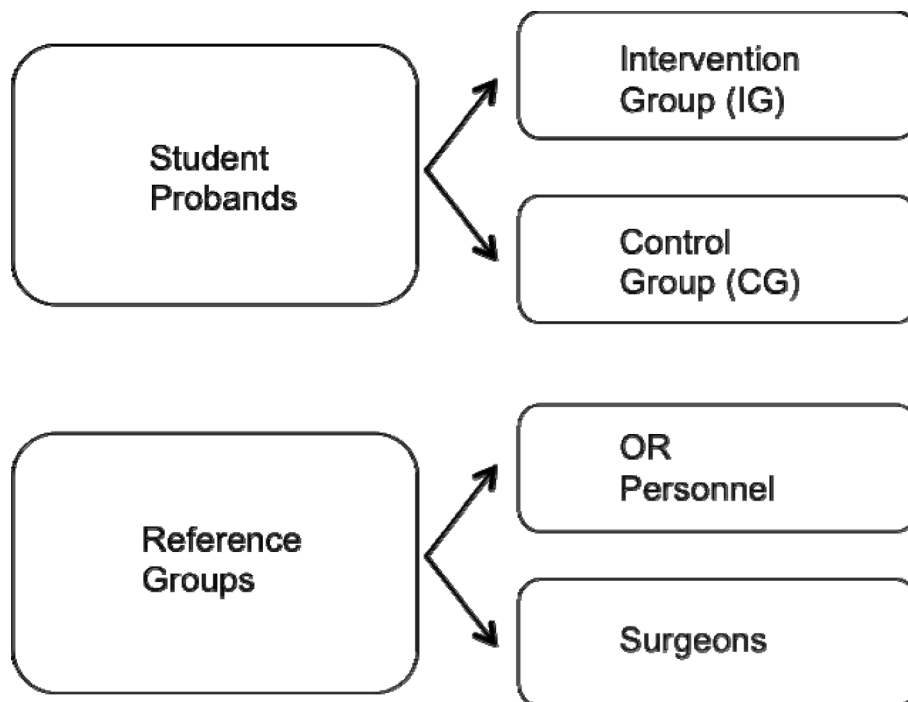 Student
Probands
Intervention
Group (IG)
Control
Group (CG)
Reference
Groups
OR
Personnel
Surgeons